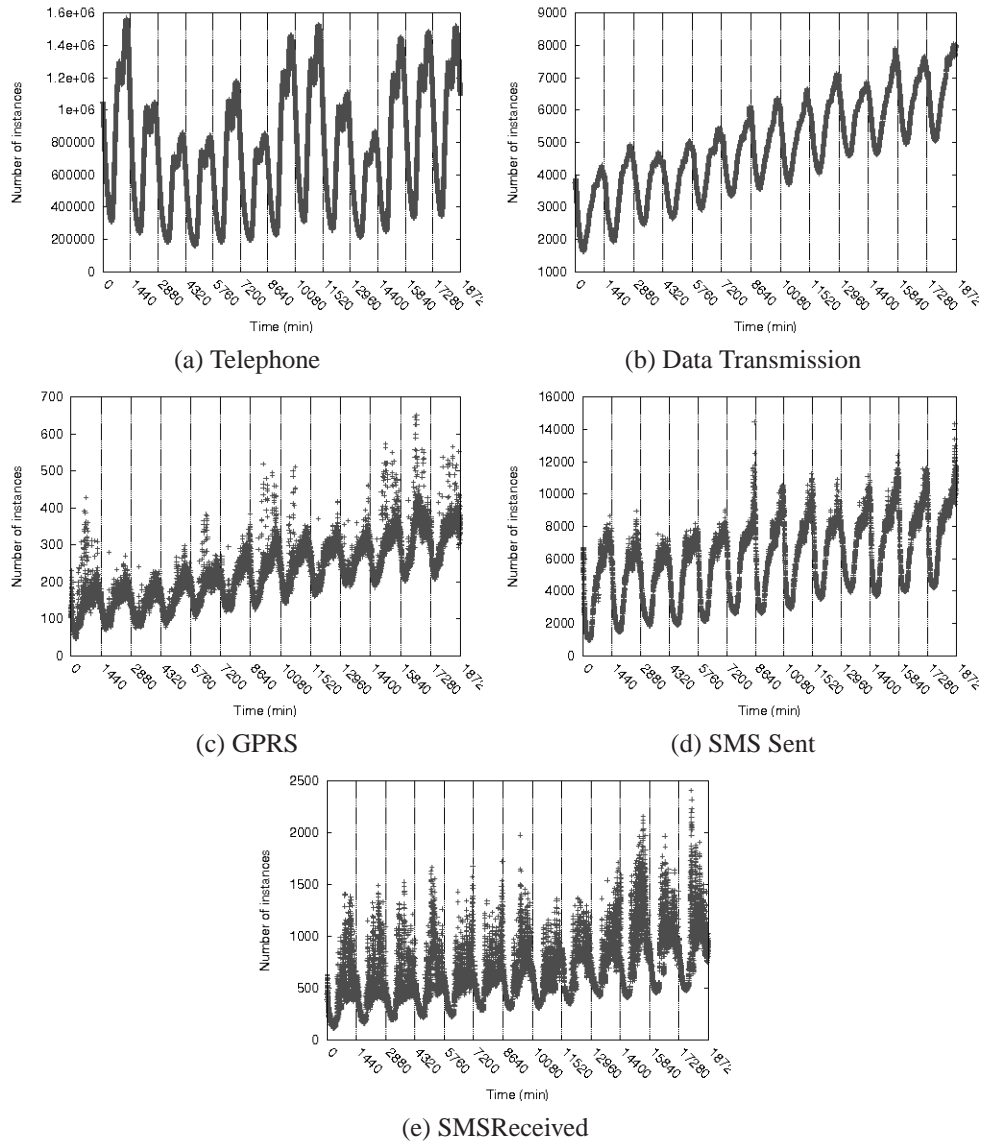 1.6e+06
1.4e+06
1.2e+06
1e+06
800000
600000
400000
200000
0
Number of instances
0 1440 2880 4320 5760 7200 8640 10080 11520 12960 14400 15840 17280 1872
Time (min)
(a) Telephone
9000
8000
7000
6000
5000
4000
3000
2000
1000
Number of instances
0 1440 2880 4320 5760 7200 8640 10080 11520 12960 14400 15840 17280 1872
Time (min)
(b) Data Transmission
700
600
500
400
300
200
100
0
Number of instances
0 1440 2880 4320 5760 7200 8640 10080 11520 12960 14400 15840 17280 1872
Time (min)
(c) GPRS
16000
14000
12000
10000
8000
6000
4000
2000
0
Number of instances
0 1440 2880 4320 5760 7200 8640 10080 11520 12960 14400 15840 17280 1872
Time (min)
(d) SMS Sent
2500
2000
1500
1000
500
0
Number of instances
0 1440 2880 4320 5760 7200 8640 10080 11520 12960 14400 15840 17280 1872
Time (min)
(e) SMSReceived